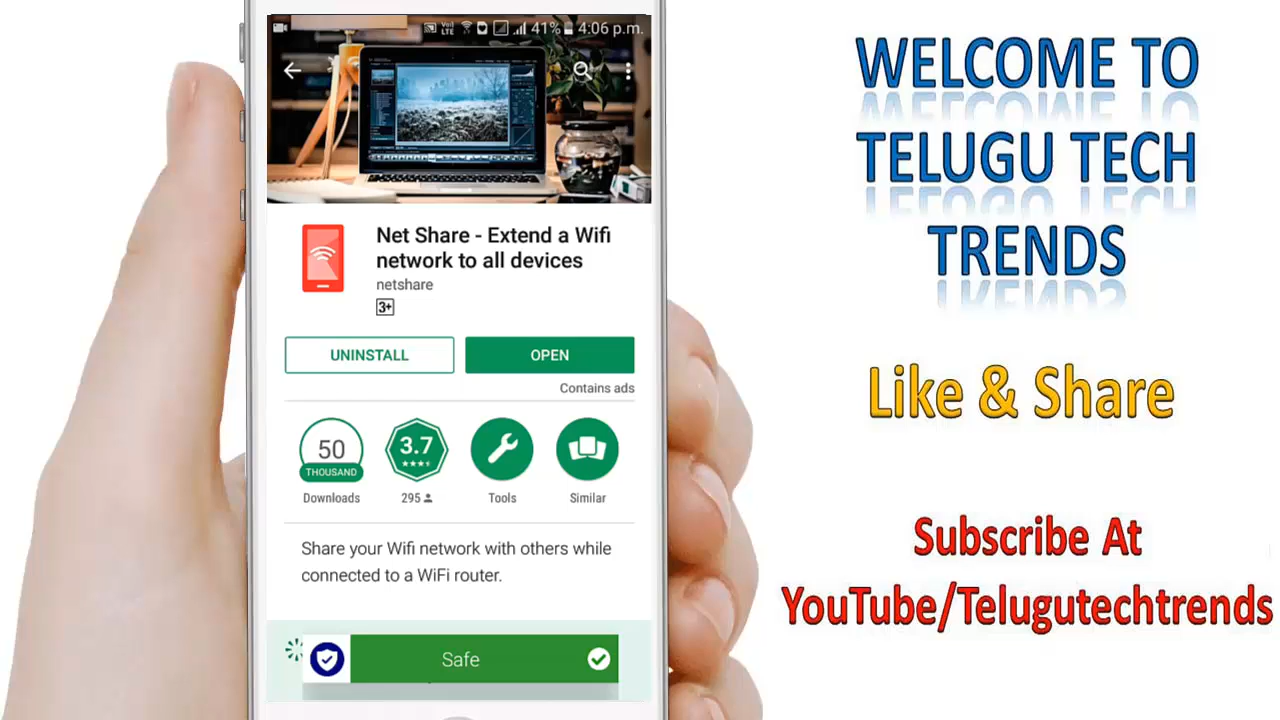 Vo) LTE 41% 4:06 p.m.
Net Share - Extend a Wifi
network to all devices
netshare
3+
UNINSTALL
OPEN
Contains ads
50
THOUSAND
Downloads
3.7
295
Tools
Similar
Share your Wifi network with others while
connected to a WiFi router.
Safe
WELCOME TO
TELUGU TECH
TRENDS
Like & Share
Subscribe At
YouTube/Telugutechtrends